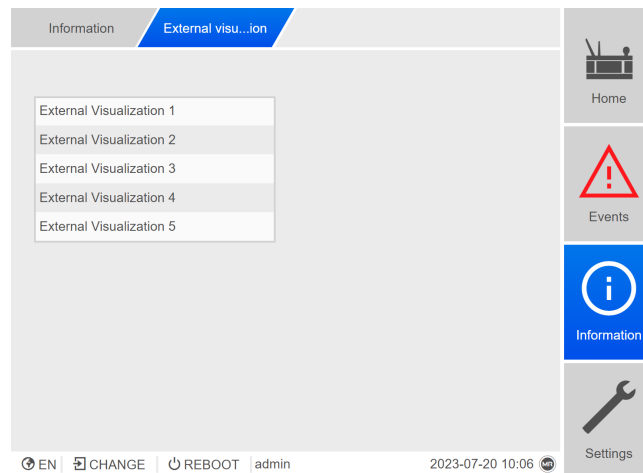 Information
External visu...ion
External Visualization 1
External Visualization 2
External Visualization 3
External Visualization 4
External Visualization 5
Home
Events
Information
Settings
EN CHANGE REBOOT admin 2023-07-20 10:06 MR